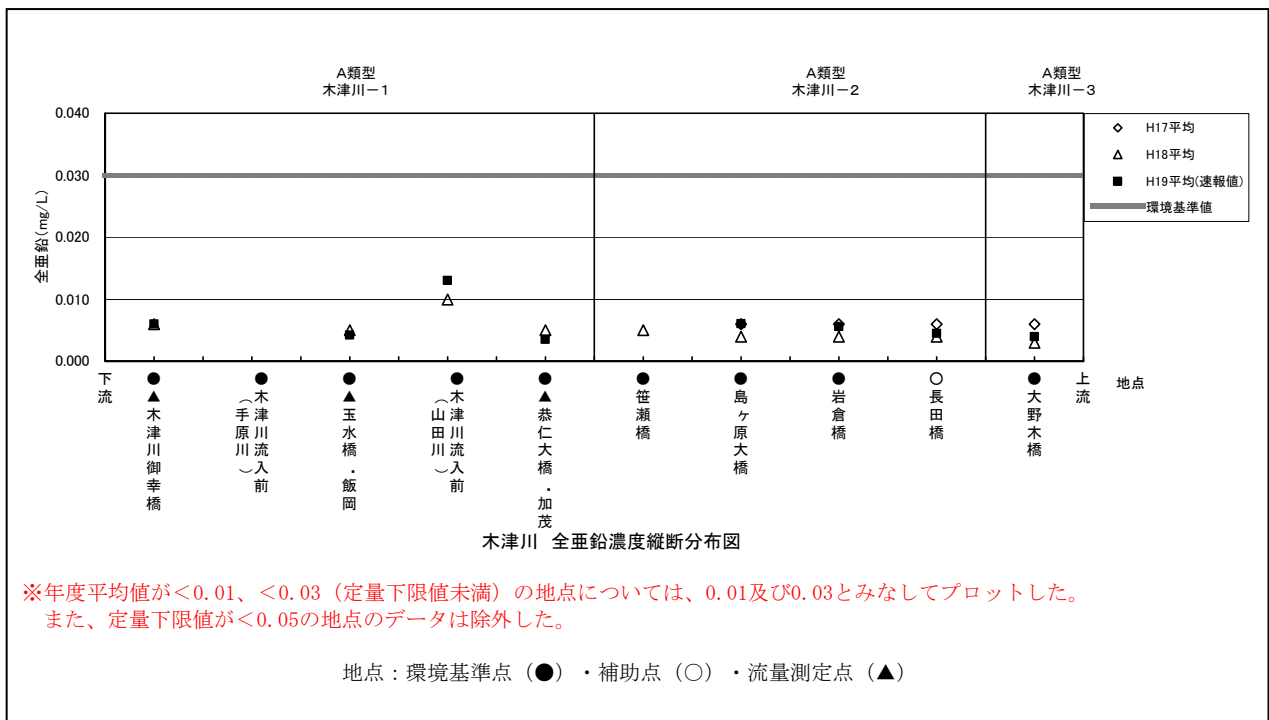 A類型
木津川－1
A類型
木津川－2
A類型
木津川－3
0.040
0.030
0.020
0.010
0.000
全亜鉛(mg/L)
H17平均
H18平均
H19平均(速報値)
環境基準値
下流
●▲木津川御幸橋
●木津川流入前
（手原川）
●▲玉水橋・飯岡
●木津川流入前
（山田川）
●▲恭仁大橋・加茂
●笹瀬橋
●島ヶ原大橋
●岩倉橋
○長田橋
●大野木橋
上流
地点
木津川 全亜鉛濃度縦断分布図
※年度平均値が＜0.01、＜0.03（定量下限値未満）の地点については、0.01及び0.03とみなしてプロットした。
また、定量下限値が＜0.05の地点のデータは除外した。
地点：環境基準点（●）・補助点（○）・流量測定点（▲）